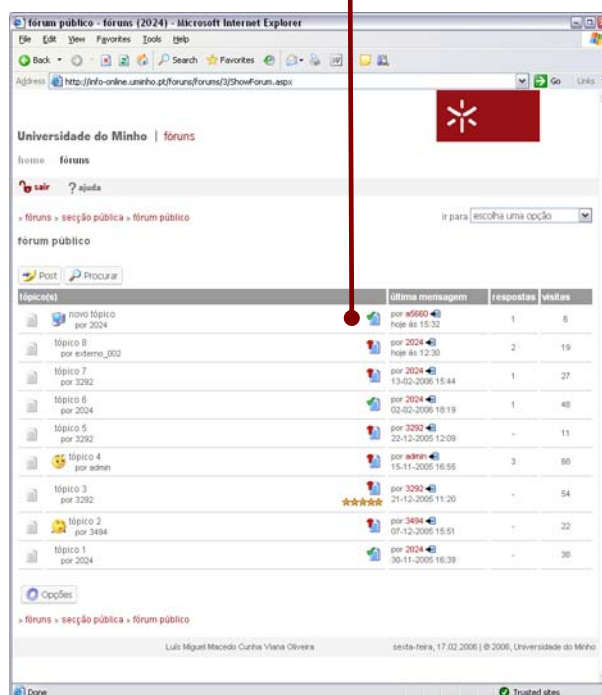 fórum público - fóruns (2024) - Microsoft Internet Explorer
File Edit View Favorites Tools Help
Back Search Favorites
Address http://info-online.uminho.pt/foruns/forums/3/ShowForum.aspx Go Links
Universidade do Minho | fóruns
home fóruns
sair ? ajuda
» fóruns » secção pública » fórum público ir para escolha uma opção
fórum público
Post Procurar
tópico(s) última mensagem respostas visitas
novo tópico por a5660 1 6
por 2024 hoje às 15:32
tópico 8 por 2024 2 19
por externo_002 hoje às 12:30
tópico 7 por 2024 1 27
por 3292 13-02-2006 15:44
tópico 6 por 2024 1 48
por 2024 02-02-2006 18:19
tópico 5 por 3292 - 11
por 3292 22-12-2005 12:09
tópico 4 por admin 3 86
por admin 15-11-2005 16:55
tópico 3 por 3292 - 54
por 3292 21-12-2005 11:20
tópico 2 por 3494 - 22
por 3494 07-12-2005 15:51
tópico 1 por 2024 - 38
por 2024 30-11-2005 16:39
Opções
» fóruns » secção pública » fórum público
Luís Miguel Macedo Cunha Viana Oliveira sexta-feira, 17.02.2006 | © 2006, Universidade do Minho
Done Trusted sites